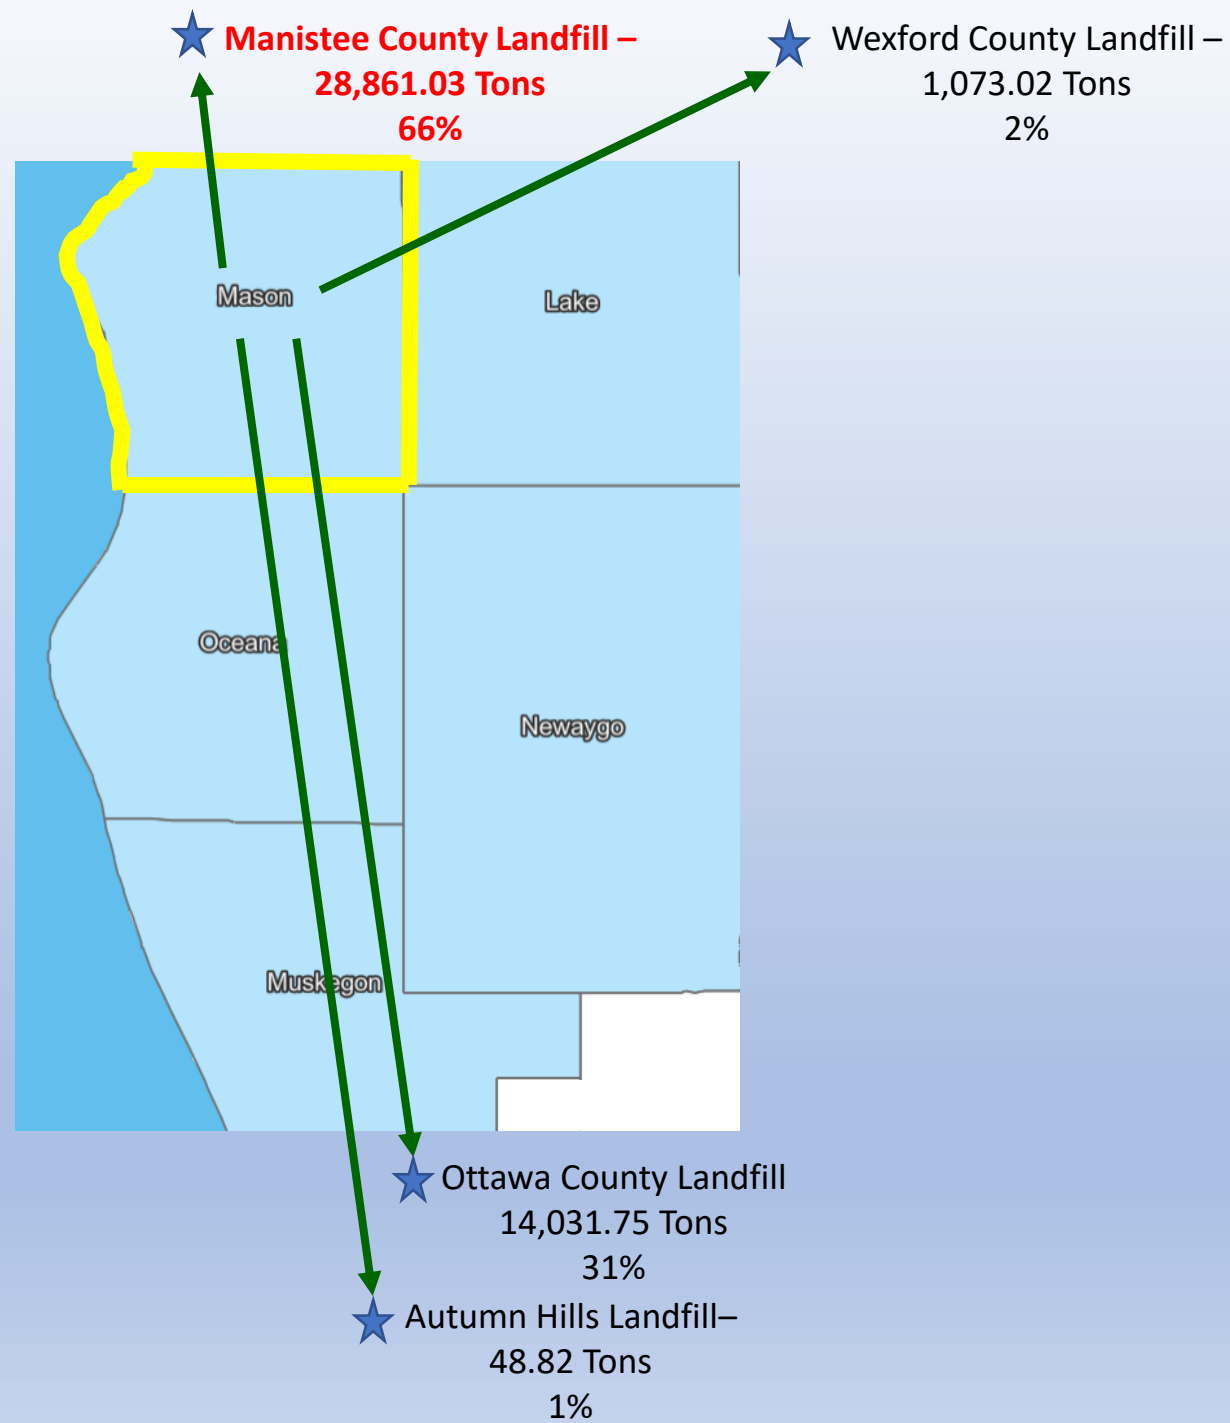 Manistee County Landfill –
28,861.03 Tons
66%
Wexford County Landfill –
1,073.02 Tons
2%
Mason
Lake
Oceana
Newaygo
Muskegon
Ottawa County Landfill
14,031.75 Tons
31%
Autumn Hills Landfill–
48.82 Tons
1%